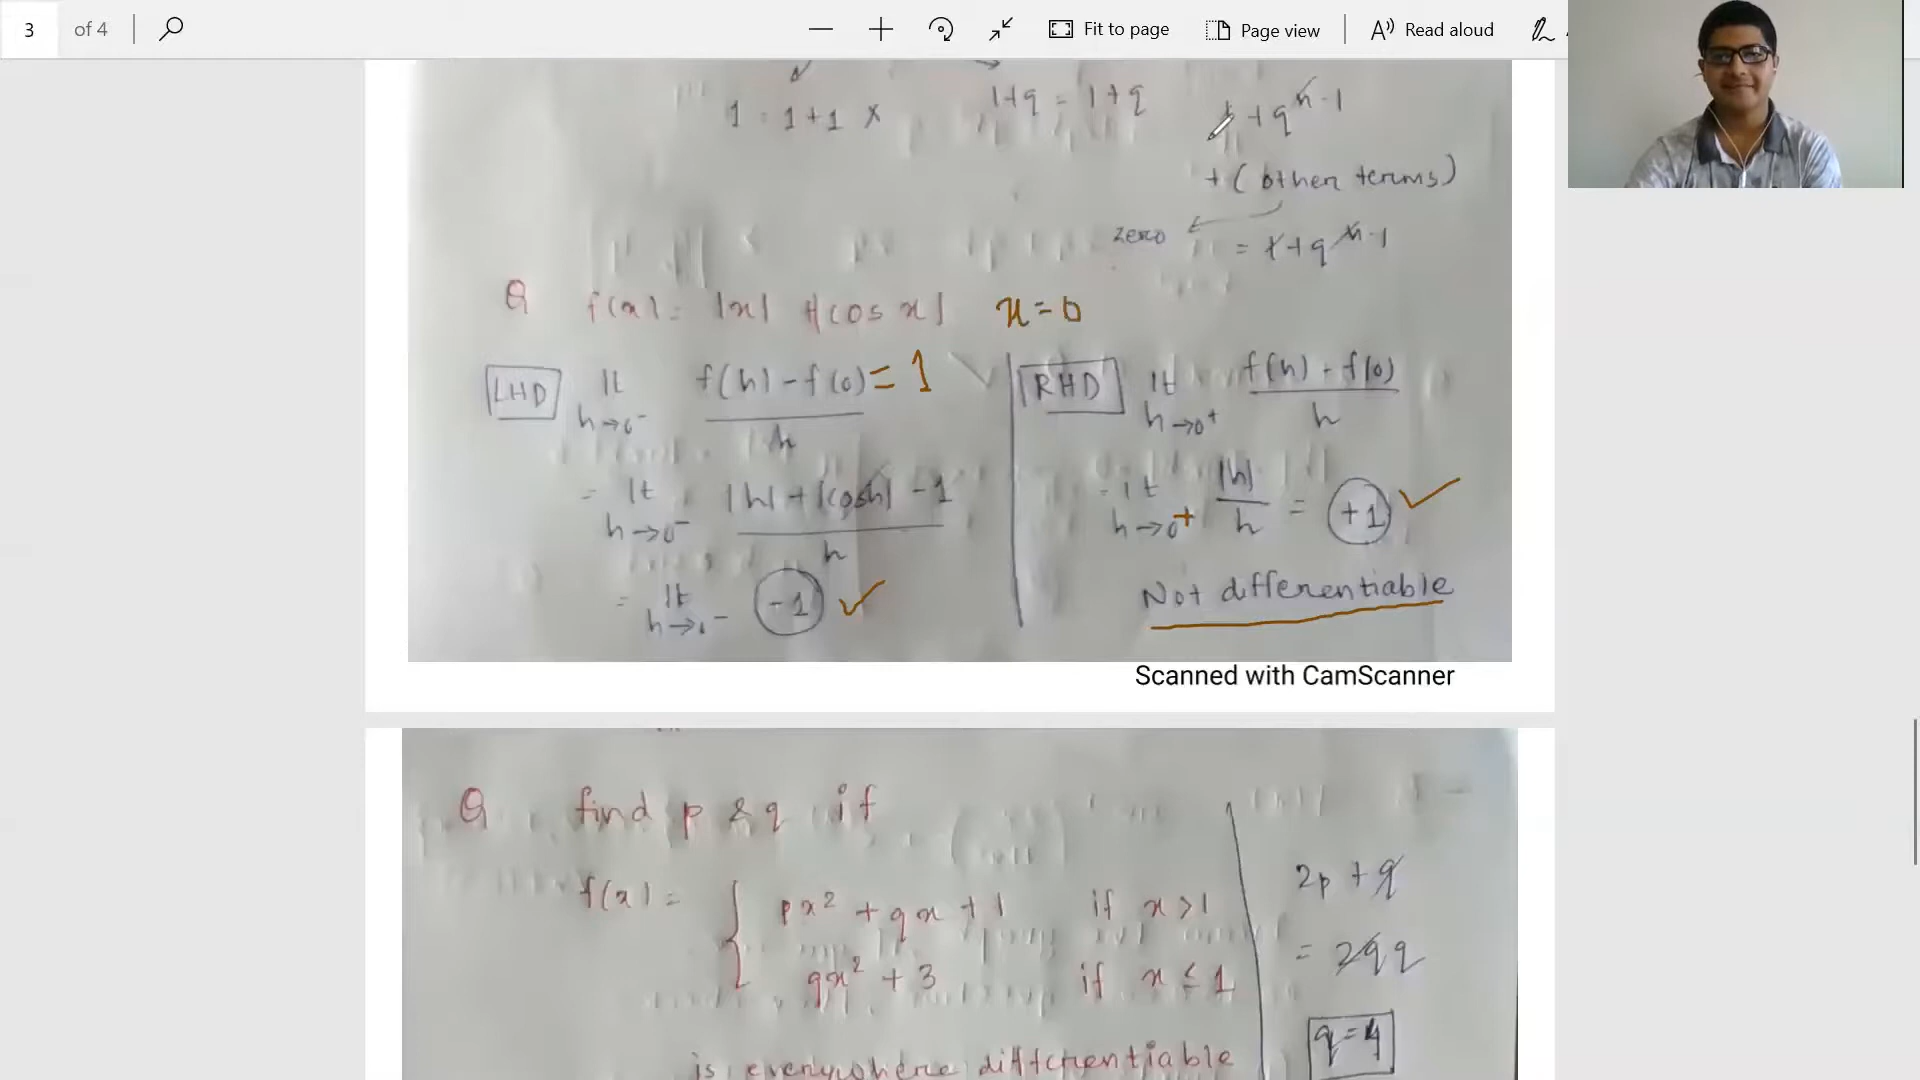 3 of 4 Fit to page Page view Read aloud
1 = 1+1 × 1+q = 1+q + q^n-1
+ ( other terms)
zero = 1+q^n-1
Q f(x) = |x| + |cos x| x=0
LHD lt h→0⁻ f(h) - f(0) / h = 1
RHD lt h→0⁺ f(h) - f(0) / h
= lt h→0⁻ |h| + |cosh| - 1 / h
= lt h→0+ |h| / h = +1 ✓
= lt h→0⁻ -1 ✓
Not differentiable
Scanned with CamScanner
Q find p & q if
f(x) = { px² + qx + 1 if x > 1
qx² + 3 if x ≤ 1
is everywhere differentiable
2p + q
= 2q
q=4